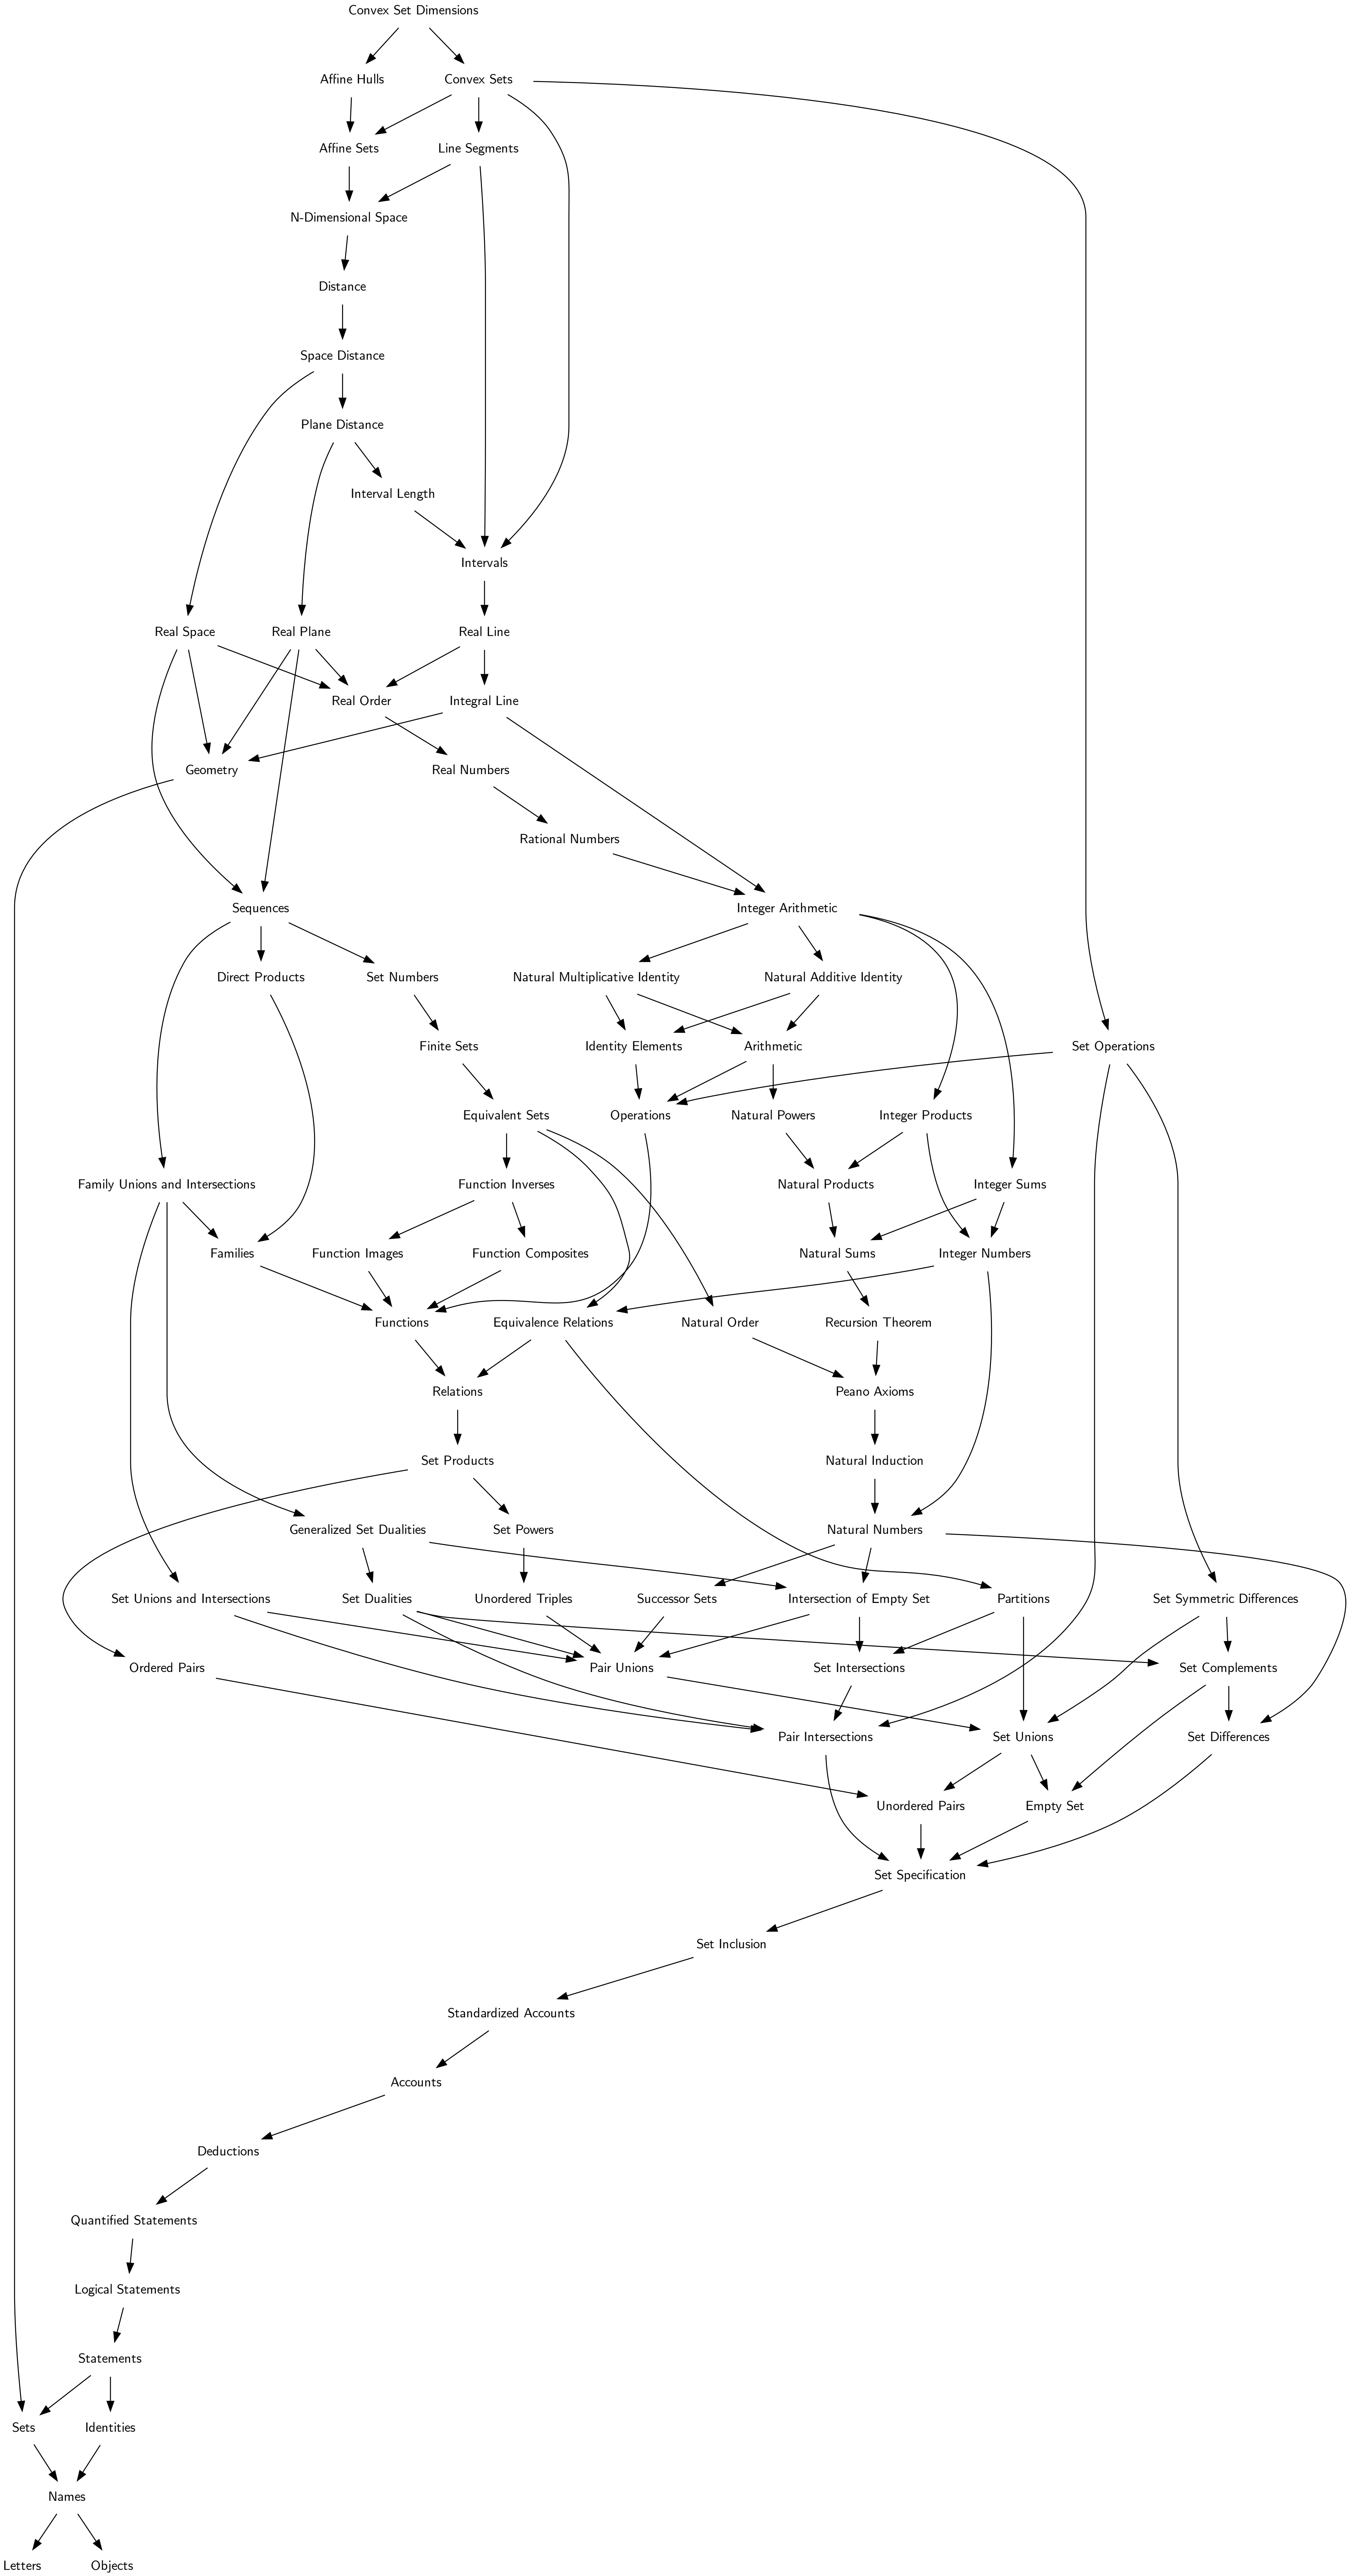 Convex Set Dimensions
Affine Hulls
Convex Sets
Affine Sets
Line Segments
N-Dimensional Space
Distance
Space Distance
Plane Distance
Interval Length
Intervals
Real Space
Real Plane
Real Line
Real Order
Integral Line
Geometry
Real Numbers
Rational Numbers
Sequences
Integer Arithmetic
Direct Products
Set Numbers
Natural Multiplicative Identity
Natural Additive Identity
Finite Sets
Identity Elements
Arithmetic
Set Operations
Equivalent Sets
Operations
Natural Powers
Integer Products
Family Unions and Intersections
Function Inverses
Natural Products
Integer Sums
Families
Function Images
Function Composites
Natural Sums
Integer Numbers
Functions
Equivalence Relations
Natural Order
Recursion Theorem
Relations
Peano Axioms
Set Products
Natural Induction
Generalized Set Dualities
Set Powers
Natural Numbers
Set Unions and Intersections
Set Dualities
Unordered Triples
Successor Sets
Intersection of Empty Set
Partitions
Set Symmetric Differences
Ordered Pairs
Pair Unions
Set Intersections
Set Complements
Pair Intersections
Set Unions
Set Differences
Unordered Pairs
Empty Set
Set Specification
Set Inclusion
Standardized Accounts
Accounts
Deductions
Quantified Statements
Logical Statements
Statements
Sets
Identities
Names
Letters
Objects